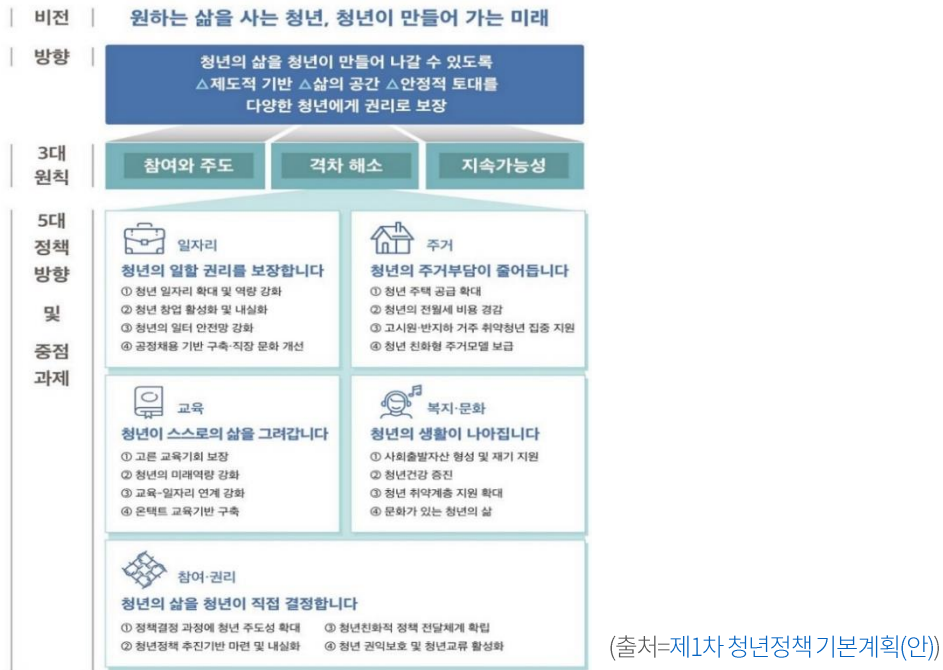 비전
원하는 삶을 사는 청년, 청년이 만들어 가는 미래
방향
청년의 삶을 청년이 만들어 나갈 수 있도록
△제도적 기반 △삶의 공간 △안정적 토대를
다양한 청년에게 권리로 보장
3대
원칙
참여와 주도
격차 해소
지속가능성
5대
정책
방향
및
중점
과제
일자리
청년의 일할 권리를 보장합니다
① 청년 일자리 확대 및 역량 강화
② 청년 창업 활성화 및 내실화
③ 청년의 일터 안전망 강화
④ 공정채용 기반 구축·직장 문화 개선
주거
청년의 주거부담이 줄어듭니다
① 청년 주택 공급 확대
② 청년의 전월세 비용 경감
③ 고시원·반지하 거주 취약청년 집중 지원
④ 청년 친화형 주거모델 보급
교육
청년이 스스로의 삶을 그려갑니다
① 고른 교육기회 보장
② 청년의 미래역량 강화
③ 교육-일자리 연계 강화
④ 온택트 교육기반 구축
복지·문화
청년의 생활이 나아집니다
① 사회출발자산 형성 및 재기 지원
② 청년건강 증진
③ 청년 취약계층 지원 확대
④ 문화가 있는 청년의 삶
참여·권리
청년의 삶을 청년이 직접 결정합니다
① 정책결정 과정에 청년 주도성 확대
② 청년정책 추진기반 마련 및 내실화
③ 청년친화적 정책 전달체계 확립
④ 청년 권익보호 및 청년교류 활성화
(출처=제1차 청년정책 기본계획(안))